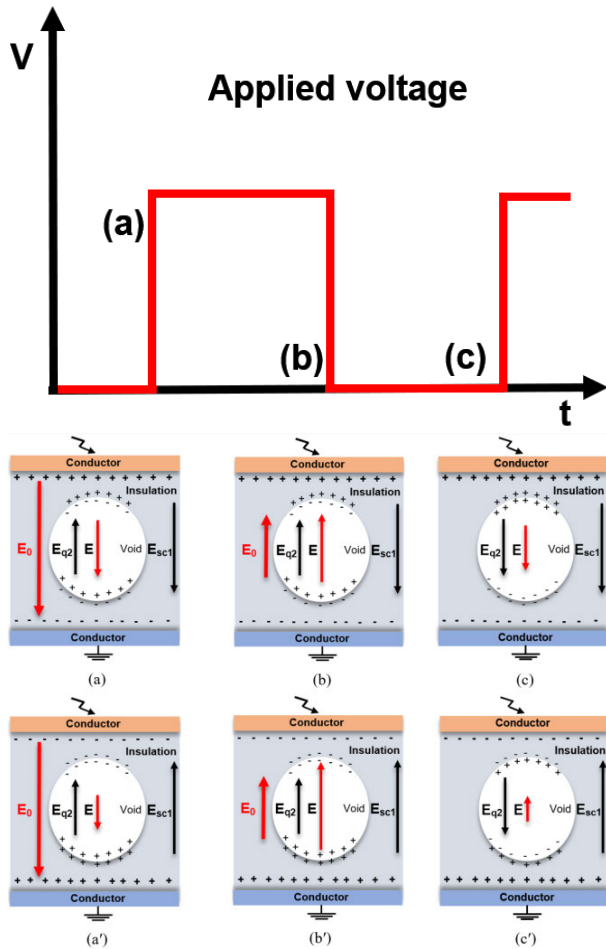 V
Applied voltage
(a)
(b)
(c)
t
Conductor
Insulation
E0
Eq2
E
Void
Esc1
Conductor
(a)
Conductor
Insulation
E0
Eq2
E
Void
Esc1
Conductor
(b)
Conductor
Insulation
Eq2
E
Void
Esc1
Conductor
(c)
Conductor
Insulation
E0
Eq2
E
Void
Esc1
Conductor
(a′)
Conductor
Insulation
E0
Eq2
E
Void
Esc1
Conductor
(b′)
Conductor
Insulation
Eq2
E
Void
Esc1
Conductor
(c′)